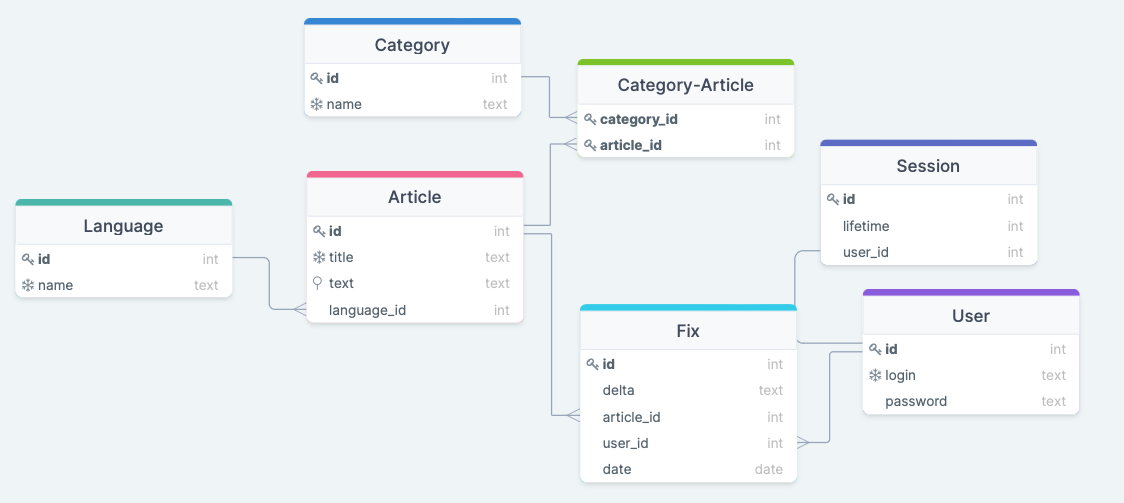 Category
id int
name text
Category-Article
category_id int
article_id int
Session
id int
lifetime int
user_id int
Article
id int
title text
text text
language_id int
Language
id int
name text
Fix
id int
delta text
article_id int
user_id int
date date
User
id int
login text
password text